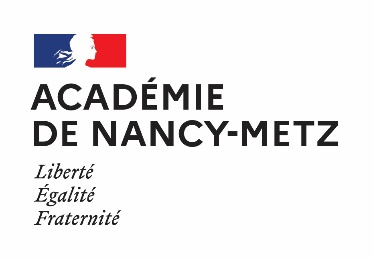 ACADÉMIE
DE NANCY-METZ
Liberté
Égalité
Fraternité